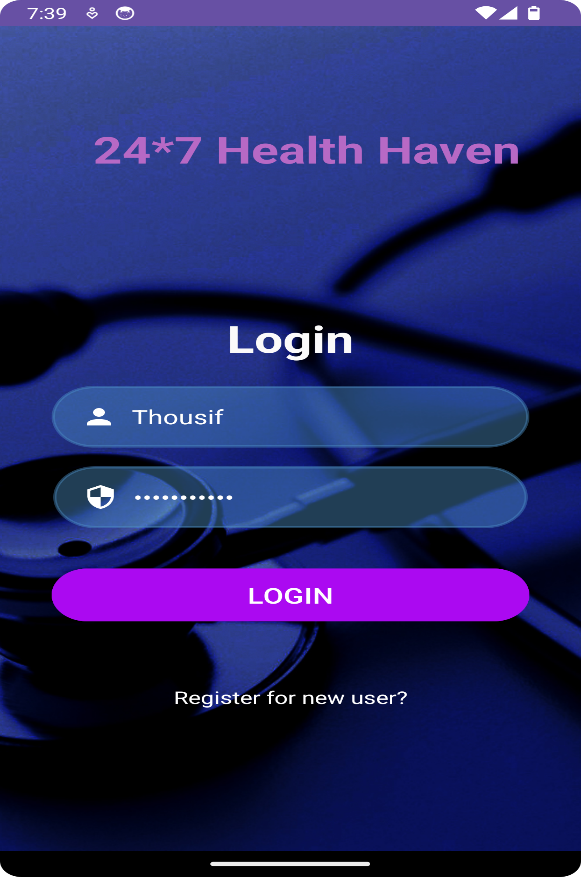 7:39
24*7 Health Haven
Login
Thousif
•••••••••••
LOGIN
Register for new user?